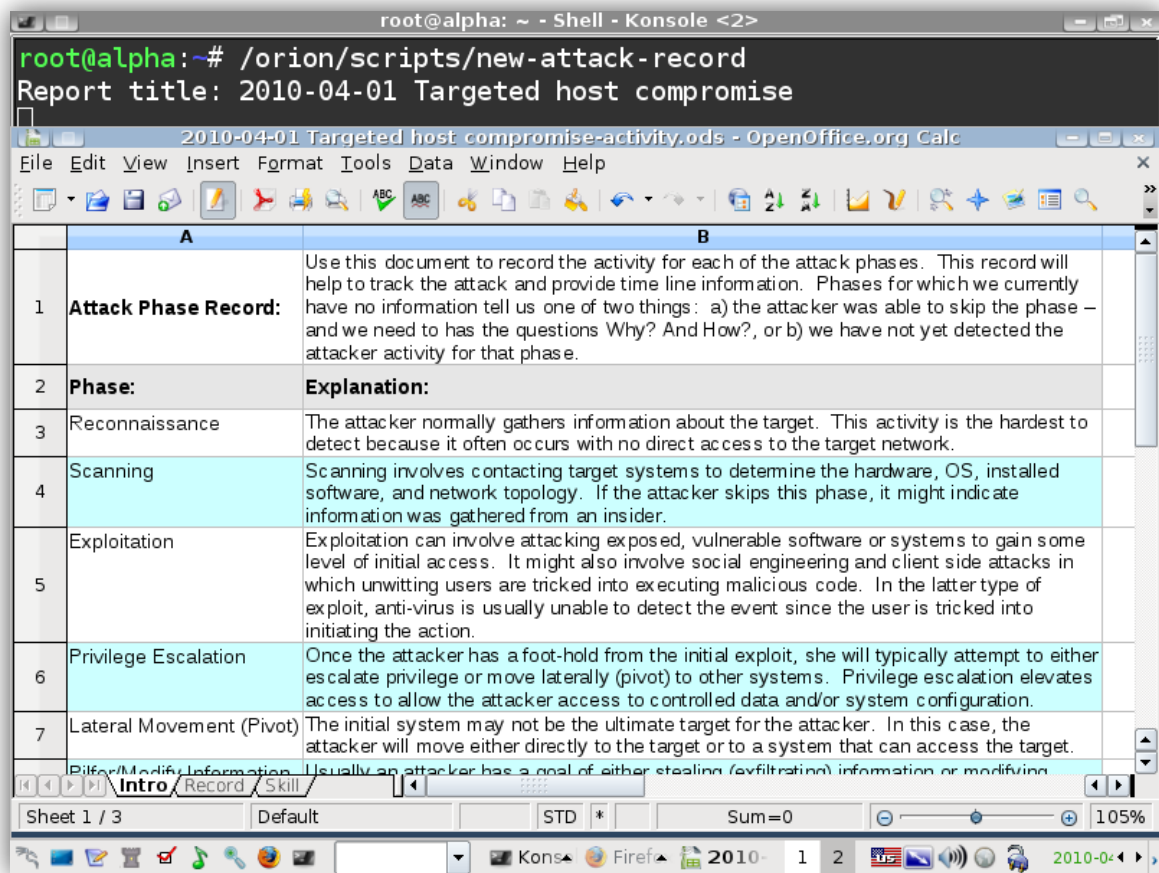 root@alpha: ~ - Shell - Konsole <2>
root@alpha:~# /orion/scripts/new-attack-record
Report title: 2010-04-01 Targeted host compromise
2010-04-01 Targeted host compromise-activity.ods - OpenOffice.org Calc
File Edit View Insert Format Tools Data Window Help
A B
1 Attack Phase Record:
Use this document to record the activity for each of the attack phases. This record will
help to track the attack and provide time line information. Phases for which we currently
have no information tell us one of two things: a) the attacker was able to skip the phase –
and we need to has the questions Why? And How?, or b) we have not yet detected the
attacker activity for that phase.
2 Phase: Explanation:
3 Reconnaissance
The attacker normally gathers information about the target. This activity is the hardest to
detect because it often occurs with no direct access to the target network.
4 Scanning
Scanning involves contacting target systems to determine the hardware, OS, installed
software, and network topology. If the attacker skips this phase, it might indicate
information was gathered from an insider.
5 Exploitation
Exploitation can involve attacking exposed, vulnerable software or systems to gain some
level of initial access. It might also involve social engineering and client side attacks in
which unwitting users are tricked into executing malicious code. In the latter type of
exploit, anti-virus is usually unable to detect the event since the user is tricked into
initiating the action.
6 Privilege Escalation
Once the attacker has a foot-hold from the initial exploit, she will typically attempt to either
escalate privilege or move laterally (pivot) to other systems. Privilege escalation elevates
access to allow the attacker access to controlled data and/or system configuration.
7 Lateral Movement (Pivot)
The initial system may not be the ultimate target for the attacker. In this case, the
attacker will move either directly to the target or to a system that can access the target.
Pilfer/Modify Information Usually an attacker has a goal of either stealing (exfiltrating) information or modifying
Intro Record Skill
Sheet 1 / 3 Default STD * Sum=0 105%
Kons Firef 2010- 1 2 2010-04